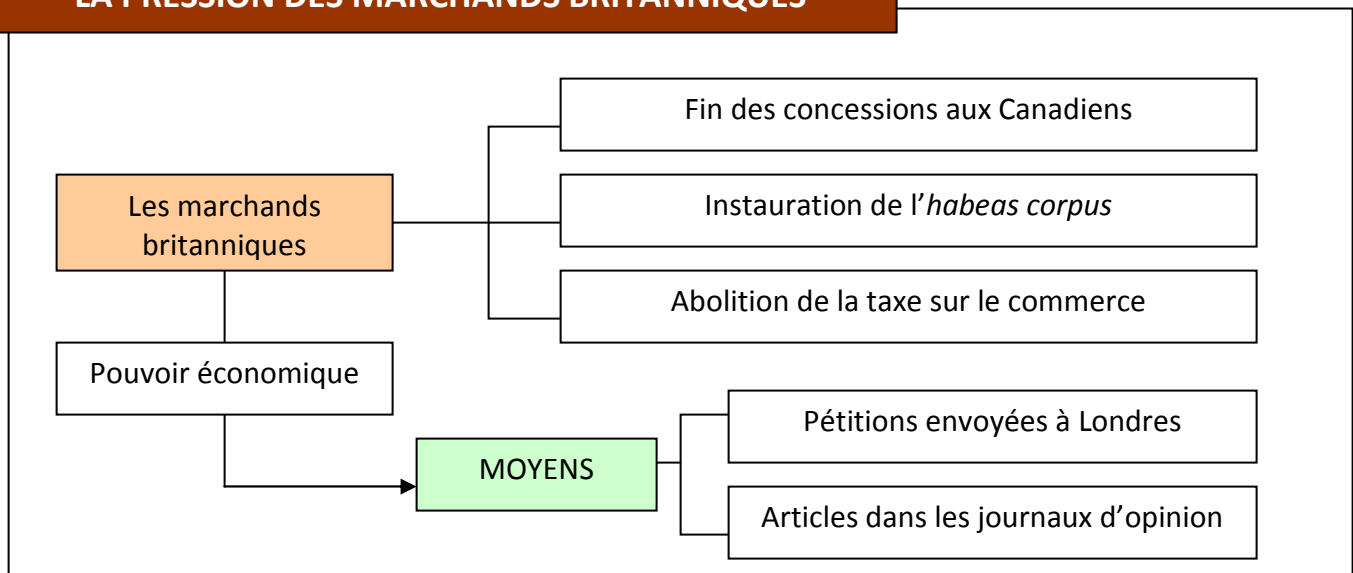 LA PRESSION DES MARCHANDS BRITANNIQUES
Fin des concessions aux Canadiens
Les marchands
britanniques
Instauration de l'habeas corpus
Abolition de la taxe sur le commerce
Pouvoir économique
MOYENS
Pétitions envoyées à Londres
Articles dans les journaux d'opinion